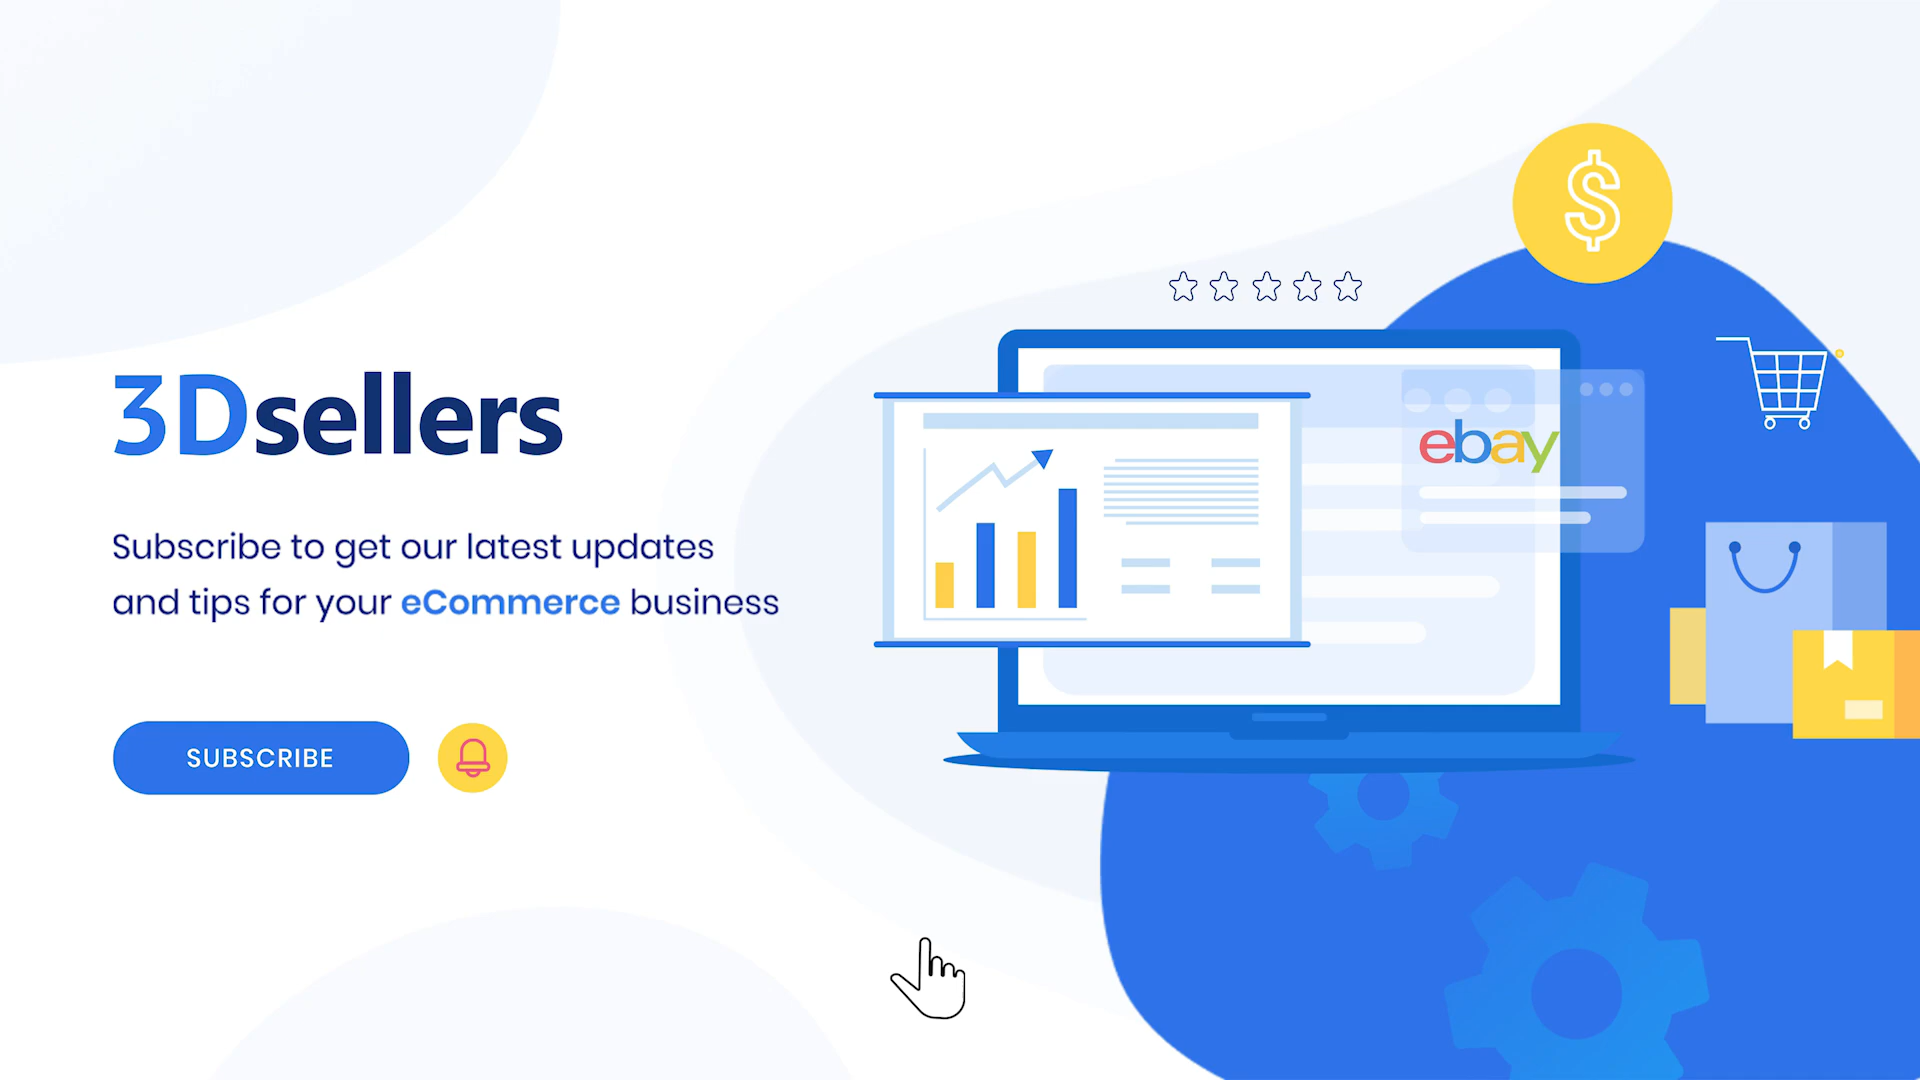 3Dsellers
Subscribe to get our latest updates
and tips for your eCommerce business
SUBSCRIBE
$
ebay